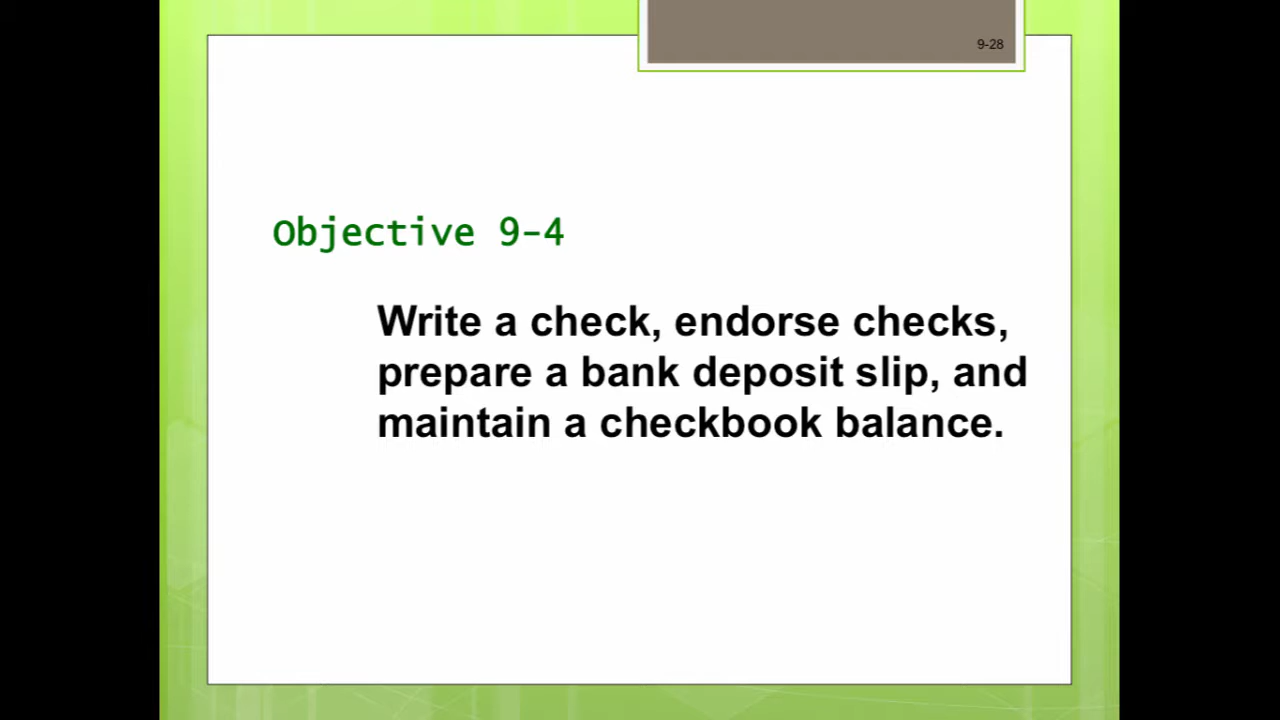 9-28
Objective 9-4
Write a check, endorse checks,
prepare a bank deposit slip, and
maintain a checkbook balance.